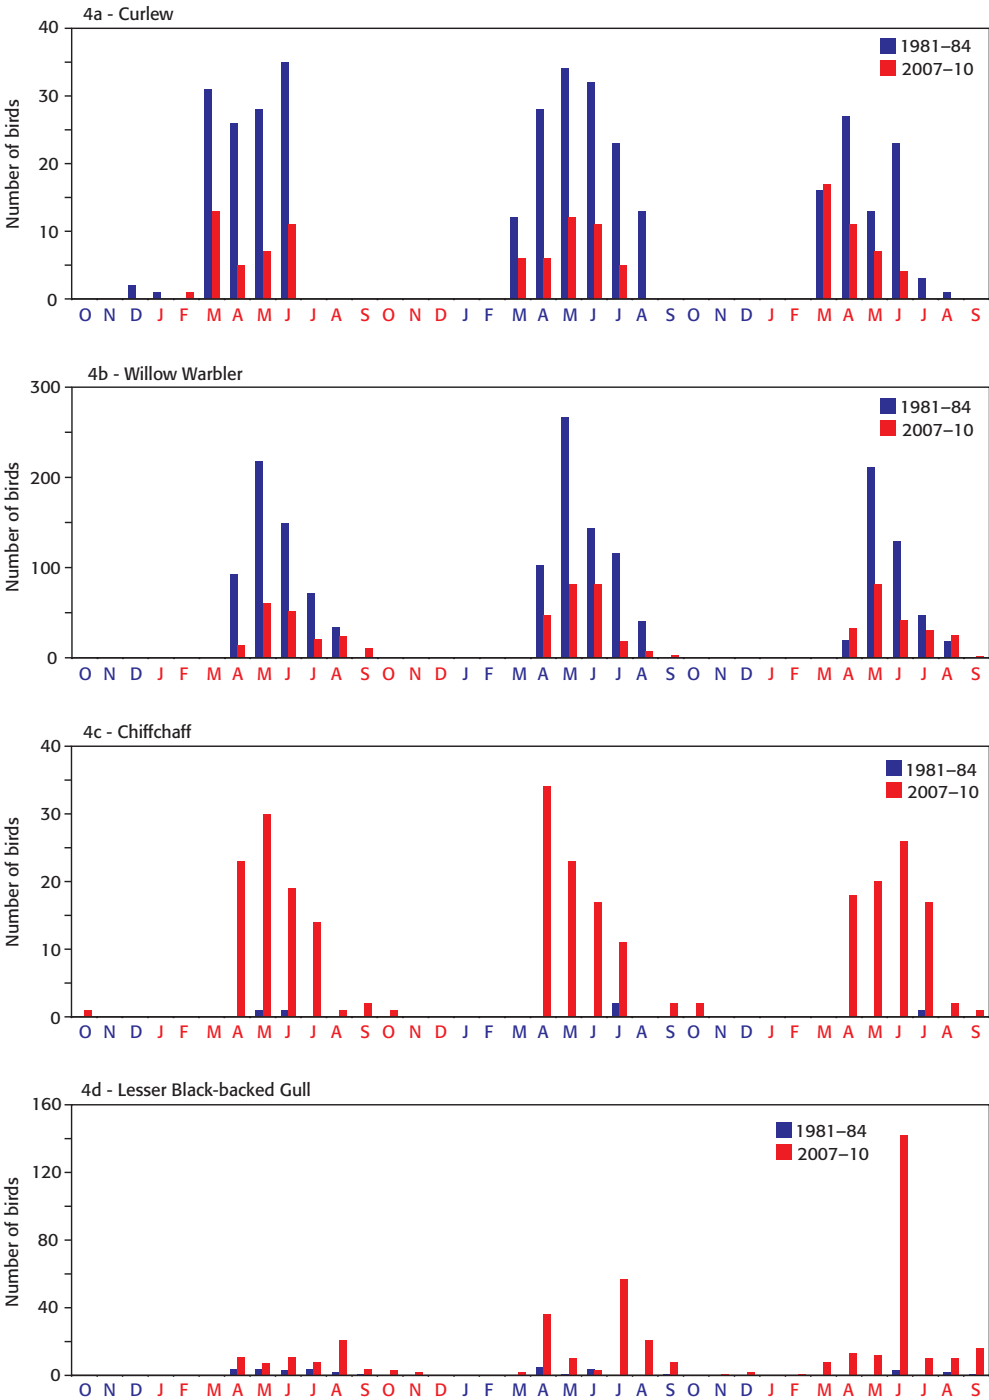 4a - Curlew
40
30
20
10
0
Number of birds
1981–84
2007–10
O N D J F M A M J J A S O N D J F M A M J J A S O N D J F M A M J J A S
4b - Willow Warbler
300
200
100
0
Number of birds
1981–84
2007–10
O N D J F M A M J J A S O N D J F M A M J J A S O N D J F M A M J J A S
4c - Chiffchaff
40
30
20
10
0
Number of birds
1981–84
2007–10
O N D J F M A M J J A S O N D J F M A M J J A S O N D J F M A M J J A S
4d - Lesser Black-backed Gull
160
120
80
40
0
Number of birds
1981–84
2007–10
O N D J F M A M J J A S O N D J F M A M J J A S O N D J F M A M J J A S